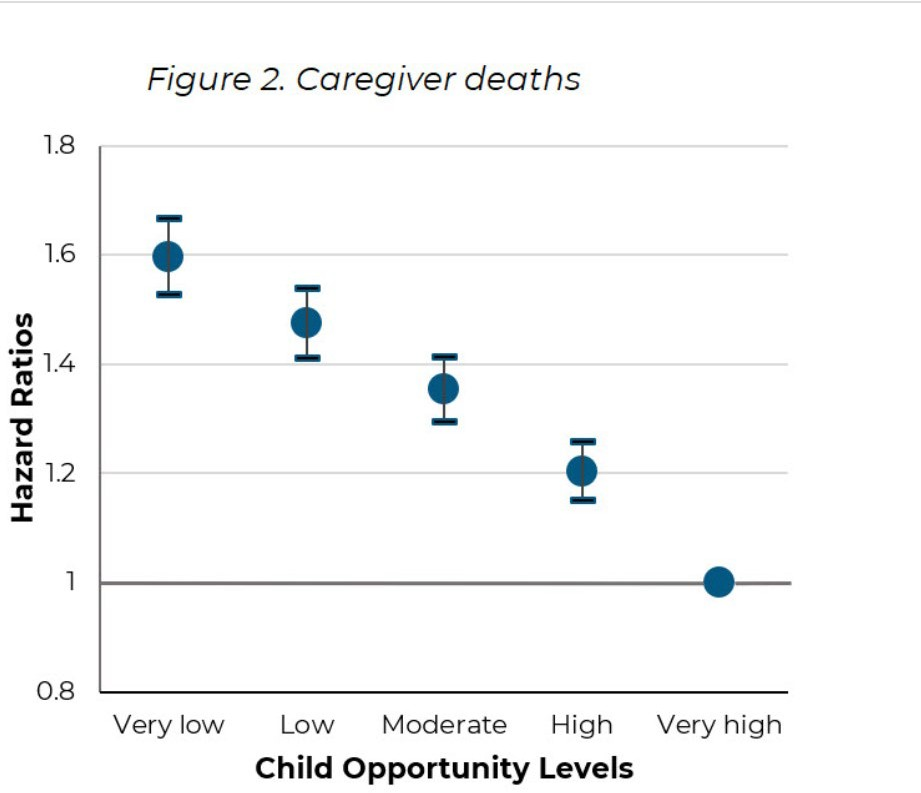 Figure 2. Caregiver deaths
1.8
1.6
1.4
1.2
1
0.8
Hazard Ratios
Very low Low Moderate High Very high
Child Opportunity Levels